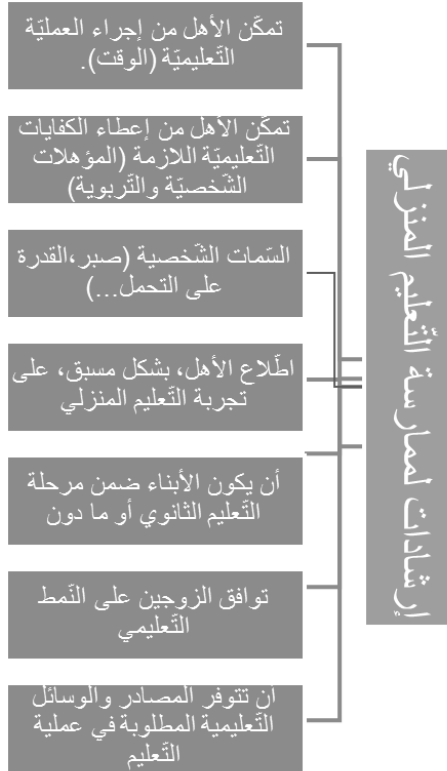 إرشادات لممارسة التّعليم المنزلي
تمكّن الأهل من إجراء العمليّة
التّعليميّة (الوقت).
تمكّن الأهل من إعطاء الكفايات
التّعليميّة اللازمة (المؤهلات
الشّخصيّة والتّربوية)
السّمات الشّخصية (صبر،القدرة
على التحمل...)
اطّلاع الأهل، بشكل مسبق، على
تجربة التّعليم المنزلي
أن يكون الأبناء ضمن مرحلة
التّعليم الثانوي أو ما دون
توافق الزوجين على النّمط
التّعليمي
ان تتوفر المصادر والوسائل
التّعليمية المطلوبة في عملية
التّعليم